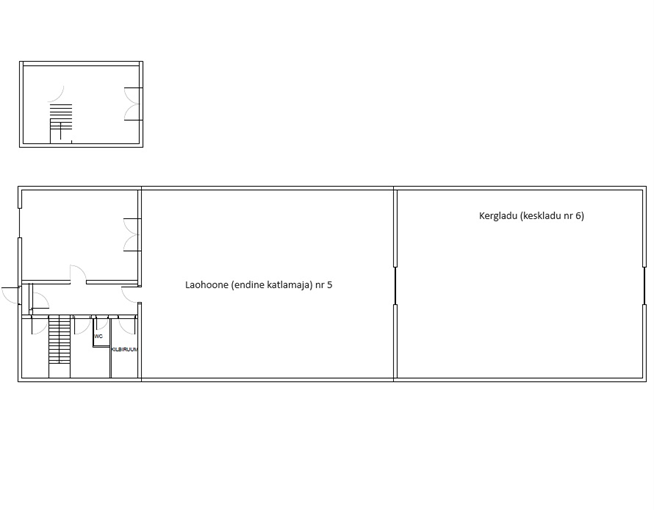 Kergladu (keskladu nr 6)
Laohoone (endine katlamaja) nr 5
WC
KILBIRUUM